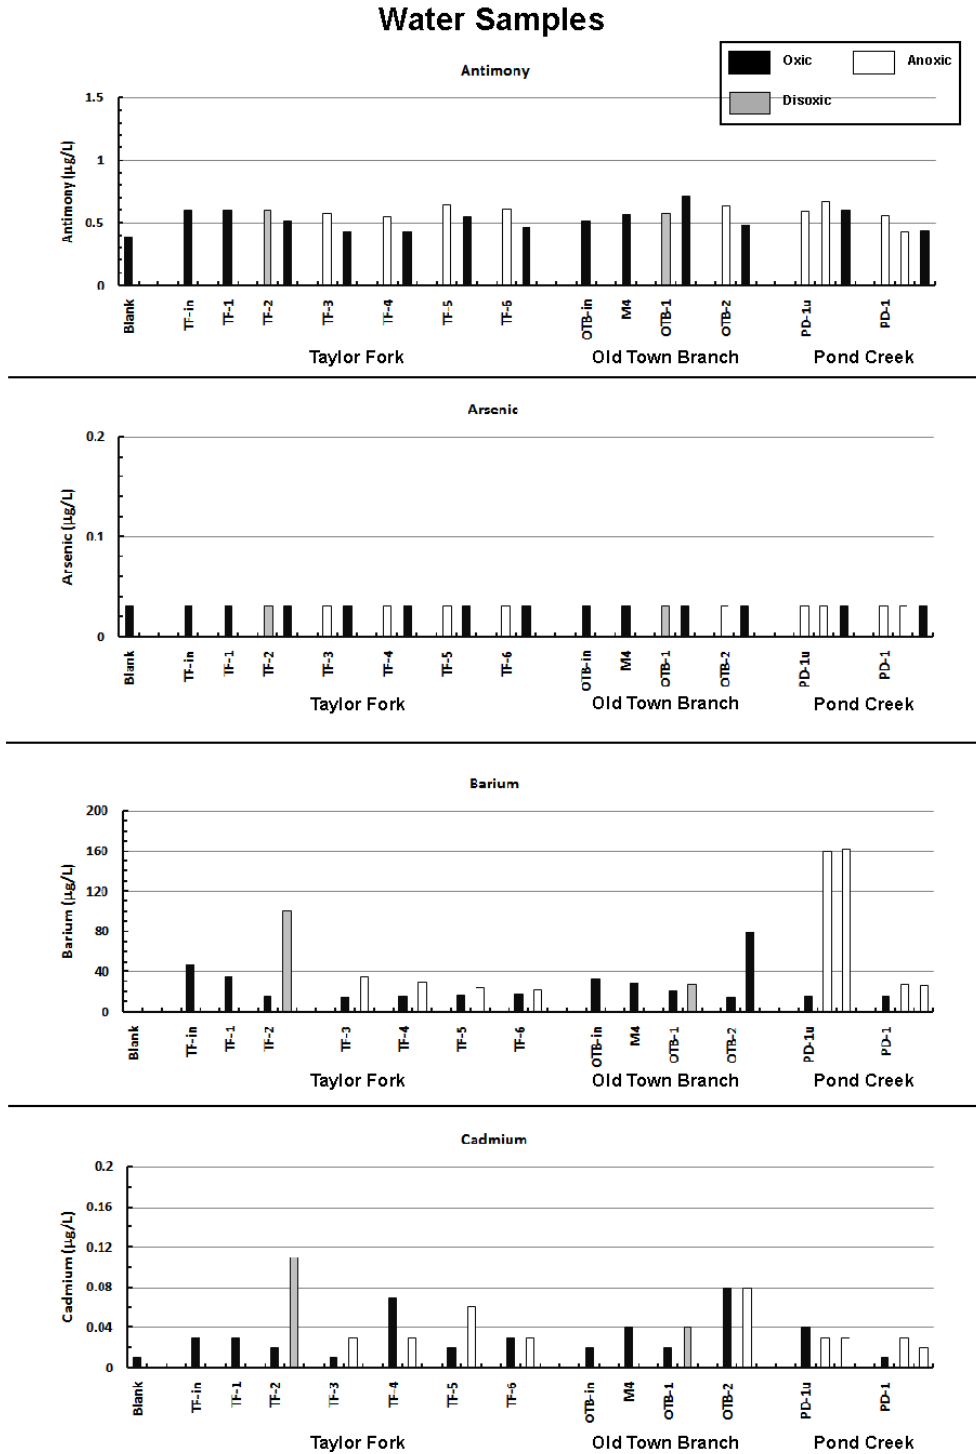 Water Samples
Oxic
Anoxic
Disoxic
Antimony
Antimony (µg/L)
1.5
1
0.5
0
Blank
TF-in
TF-1
TF-2
TF-3
TF-4
TF-5
TF-6
OTB-in
M4
OTB-1
OTB-2
PD-1u
PD-1
Taylor Fork
Old Town Branch
Pond Creek
Arsenic
Arsenic (µg/L)
0.2
0.1
0
Blank
TF-in
TF-1
TF-2
TF-3
TF-4
TF-5
TF-6
OTB-in
M4
OTB-1
OTB-2
PD-1u
PD-1
Taylor Fork
Old Town Branch
Pond Creek
Barium
Barium (µg/L)
200
160
120
80
40
0
Blank
TF-in
TF-1
TF-2
TF-3
TF-4
TF-5
TF-6
OTB-in
M4
OTB-1
OTB-2
PD-1u
PD-1
Taylor Fork
Old Town Branch
Pond Creek
Cadmium
Cadmium (µg/L)
0.2
0.16
0.12
0.08
0.04
0
Blank
TF-in
TF-1
TF-2
TF-3
TF-4
TF-5
TF-6
OTB-in
M4
OTB-1
OTB-2
PD-1u
PD-1
Taylor Fork
Old Town Branch
Pond Creek